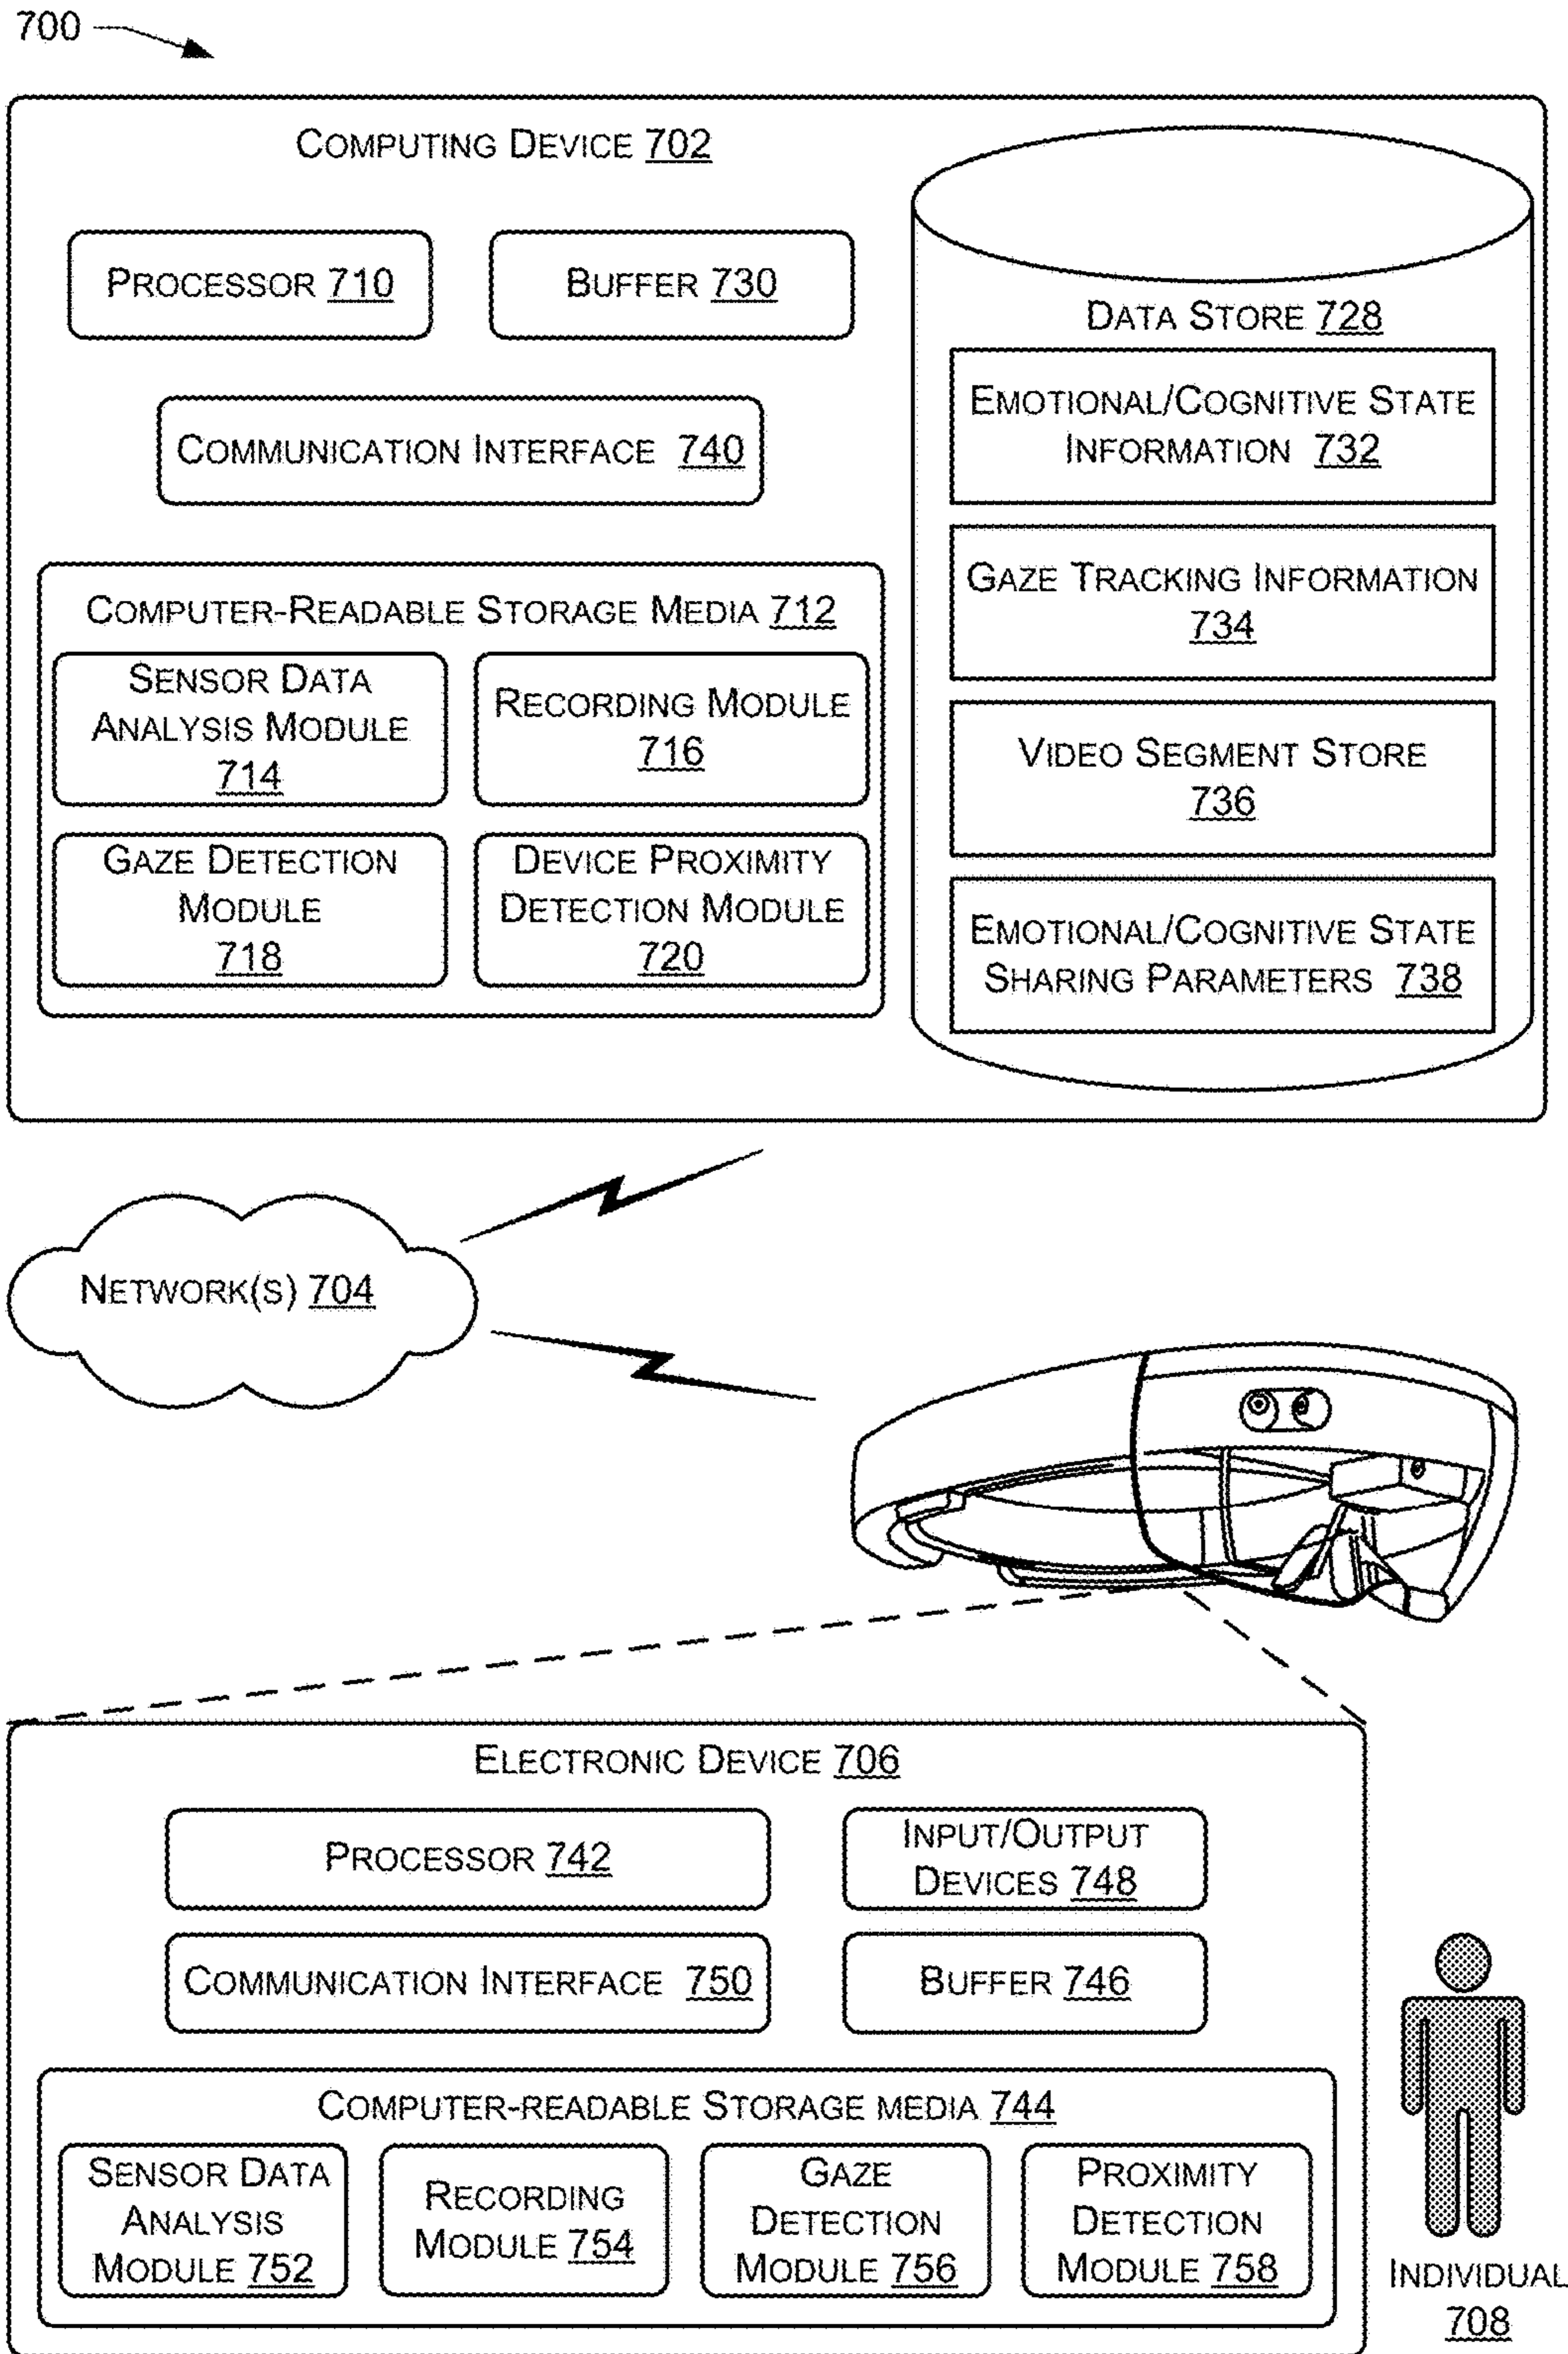 700
COMPUTING DEVICE 702
PROCESSOR 710
BUFFER 730
COMMUNICATION INTERFACE 740
COMPUTER-READABLE STORAGE MEDIA 712
SENSOR DATA
ANALYSIS MODULE
714
RECORDING MODULE
716
GAZE DETECTION
MODULE
718
DEVICE PROXIMITY
DETECTION MODULE
720
DATA STORE 728
EMOTIONAL/COGNITIVE STATE
INFORMATION 732
GAZE TRACKING INFORMATION
734
VIDEO SEGMENT STORE
736
EMOTIONAL/COGNITIVE STATE
SHARING PARAMETERS 738
NETWORK(S) 704
ELECTRONIC DEVICE 706
PROCESSOR 742
INPUT/OUTPUT
DEVICES 748
COMMUNICATION INTERFACE 750
BUFFER 746
COMPUTER-READABLE STORAGE MEDIA 744
SENSOR DATA
ANALYSIS
MODULE 752
RECORDING
MODULE 754
GAZE
DETECTION
MODULE 756
PROXIMITY
DETECTION
MODULE 758
INDIVIDUAL
708